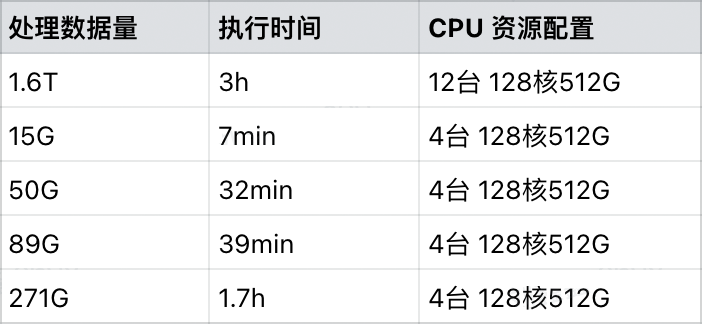 处理数据量 执行时间 CPU 资源配置
1.6T 3h 12台 128核512G
15G 7min 4台 128核512G
50G 32min 4台 128核512G
89G 39min 4台 128核512G
271G 1.7h 4台 128核512G